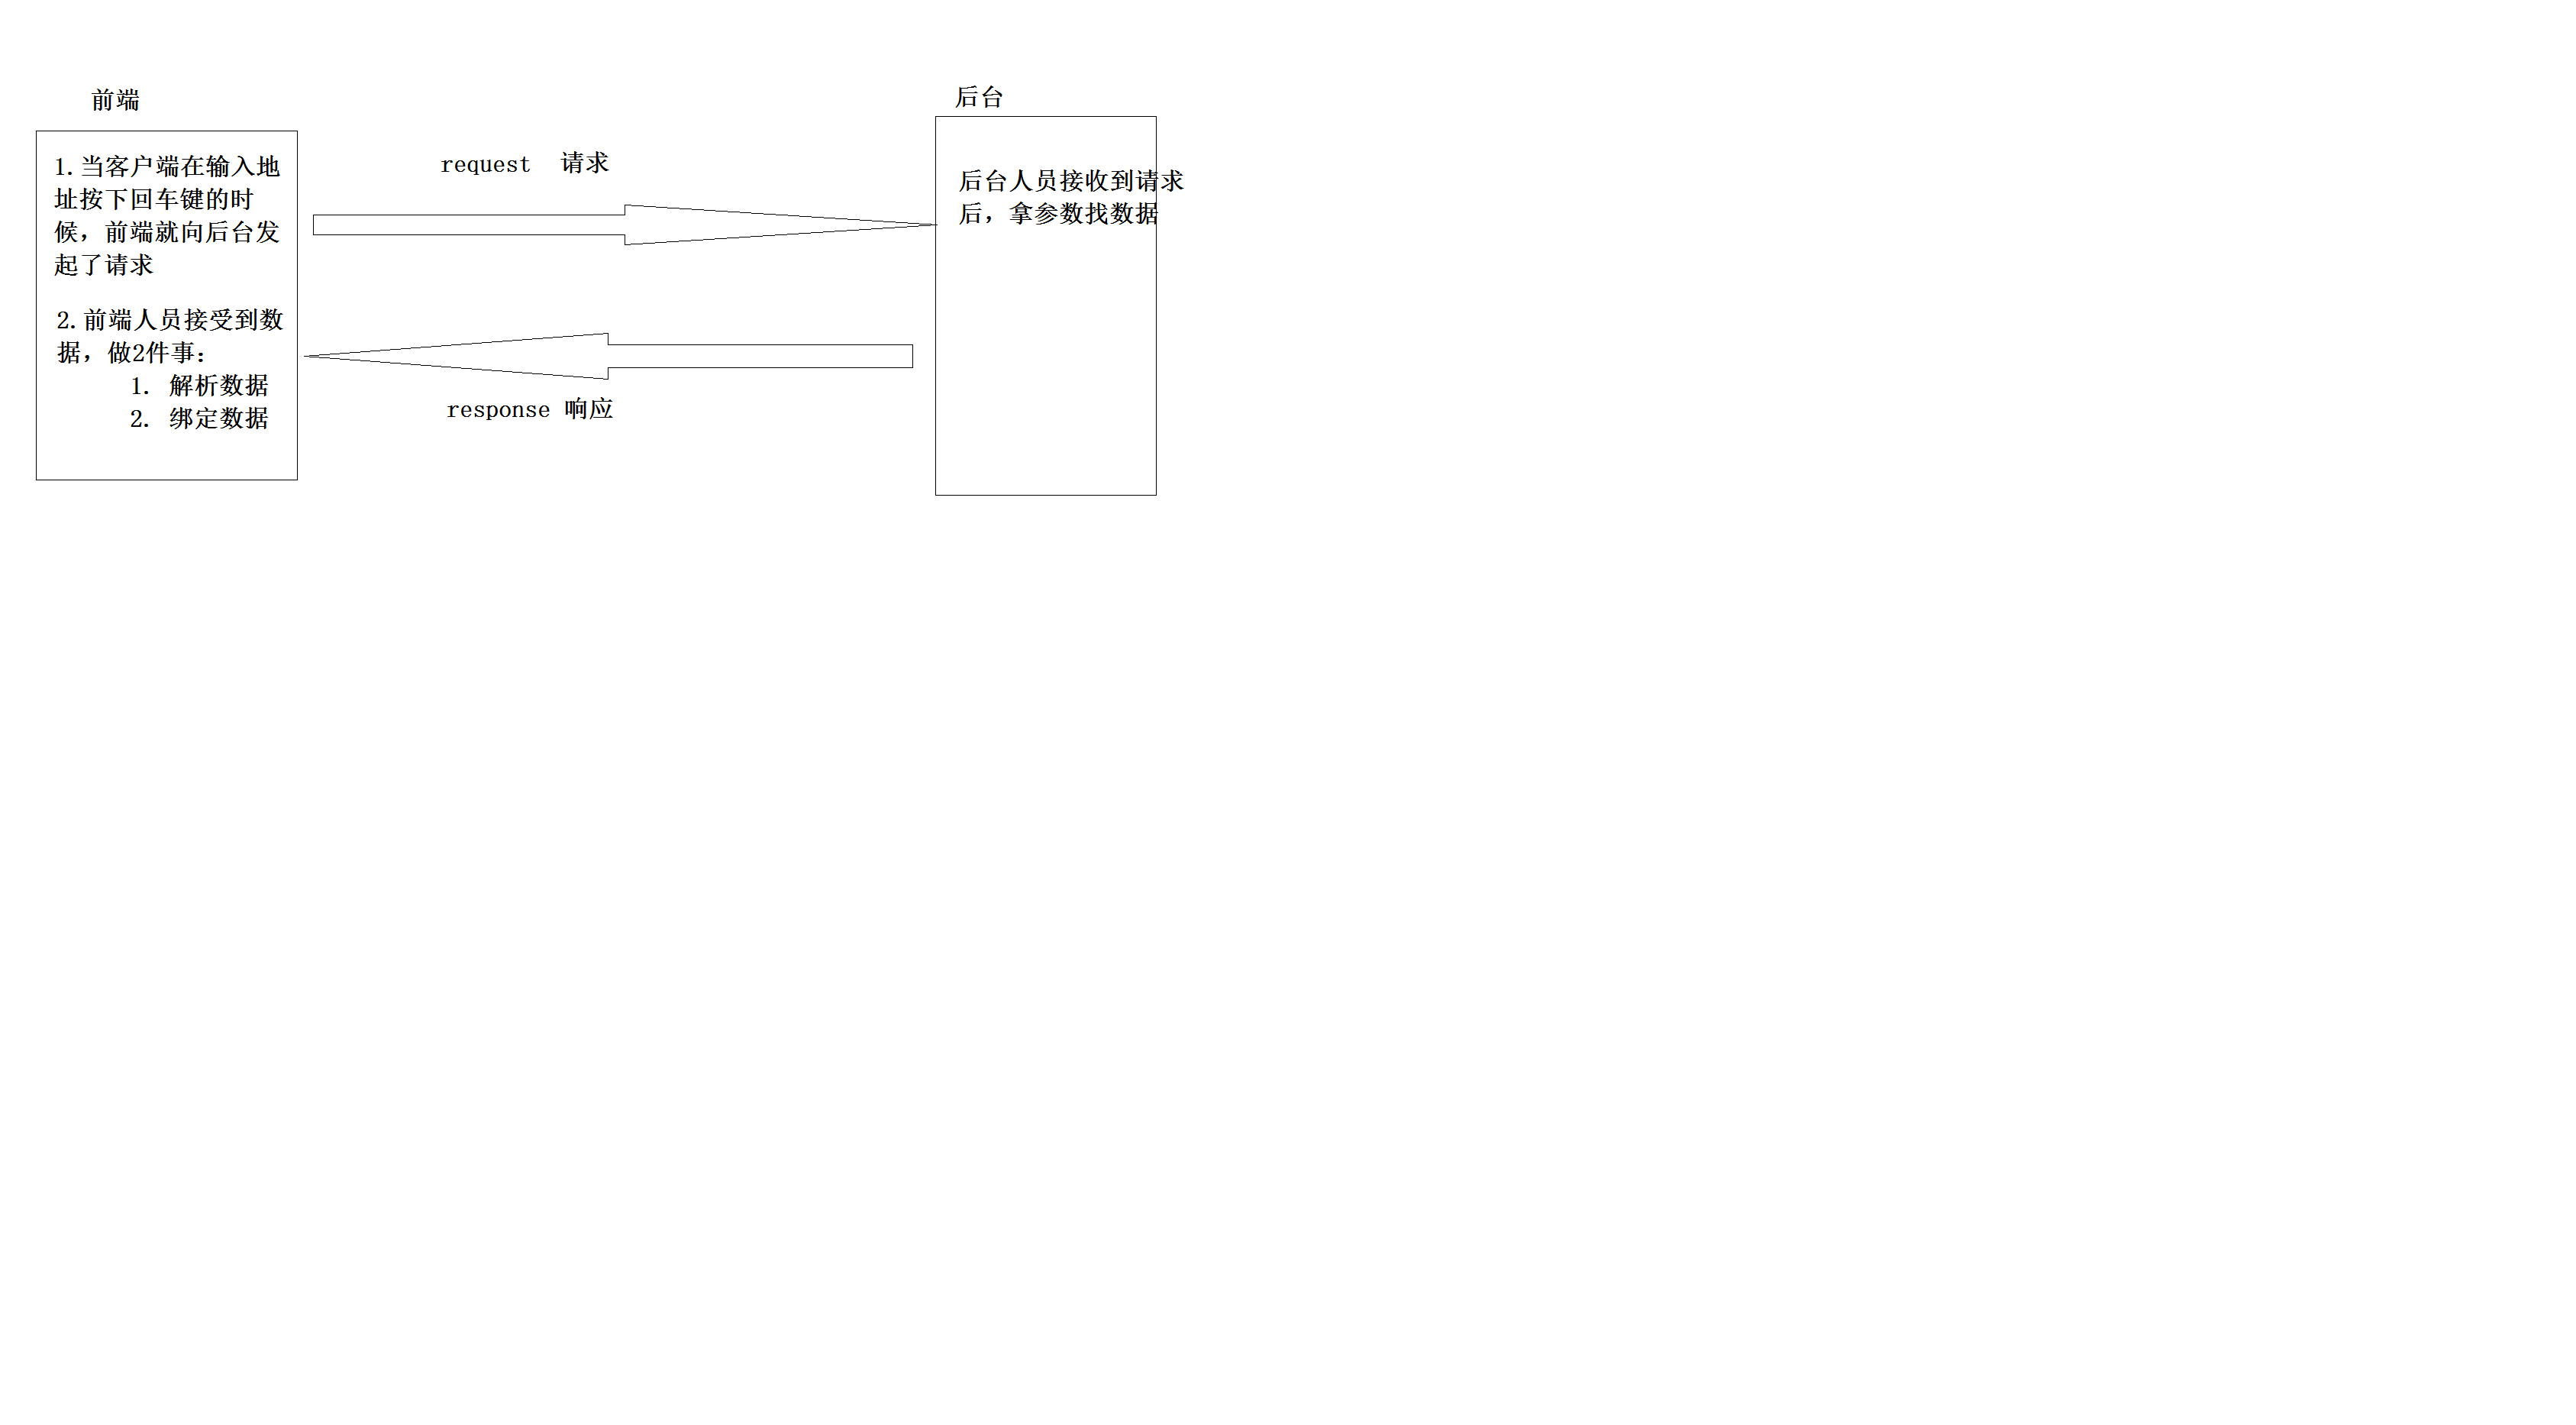 前端
1.当客户端在输入地
址按下回车键的时
候，前端就向后台发
起了请求
2.前端人员接受到数
据，做2件事：
1. 解析数据
2. 绑定数据
request 请求
response 响应
后台
后台人员接收到请求
后，拿参数找数据